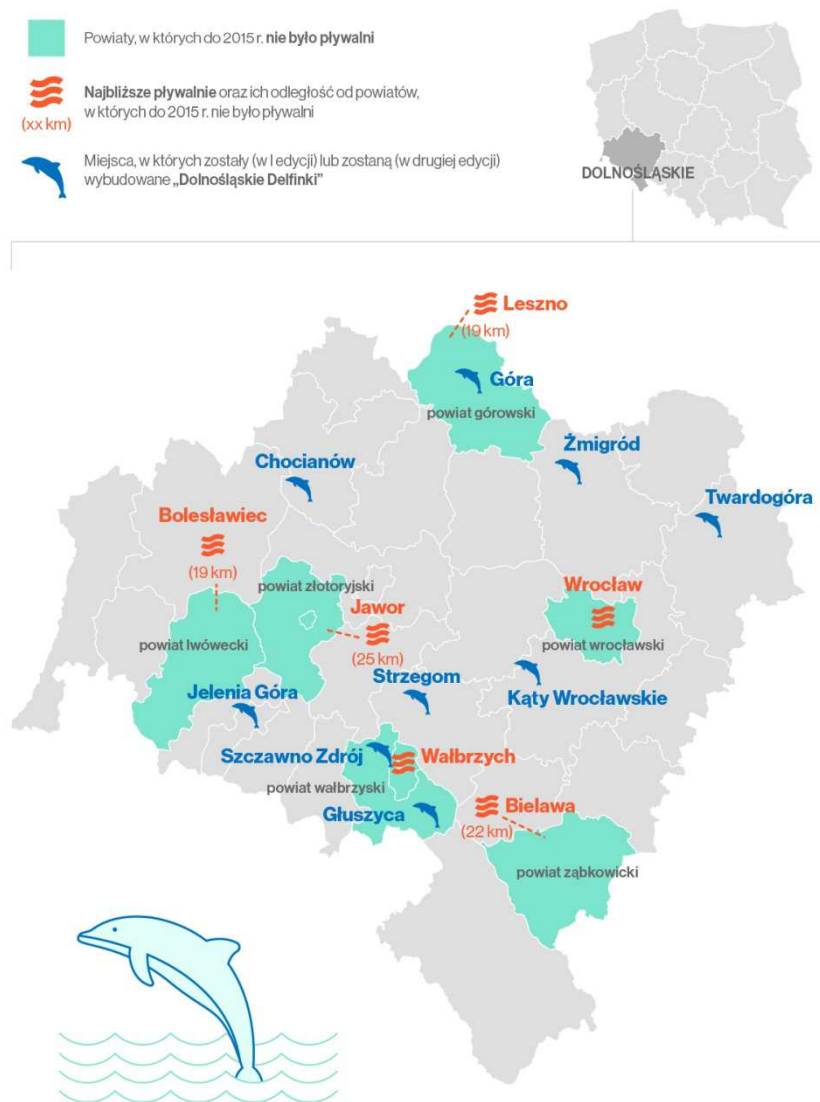 Powiaty, w których do 2015 r. nie było pływalni
Najbliższe pływalnie oraz ich odległość od powiatów,
w których do 2015 r. nie było pływalni
(xx km)
Miejsca, w których zostały (w I edycji) lub zostaną (w drugiej edycji)
wybudowane „Dolnośląskie Delfinki”
DOLNOŚLĄSKIE
Leszno
(19 km)
Góra
powiat górowski
Żmigród
Chocianów
Twardogóra
Bolesławiec
(19 km)
powiat złotoryjski
Wrocław
Jawor
powiat lwówecki
powiat wrocławski
(25 km)
Strzegom
Jelenia Góra
Kąty Wrocławskie
Szczawno Zdrój
Wałbrzych
powiat wałbrzyski
Bielawa
Głuszyca
(22 km)
powiat ząbkowicki